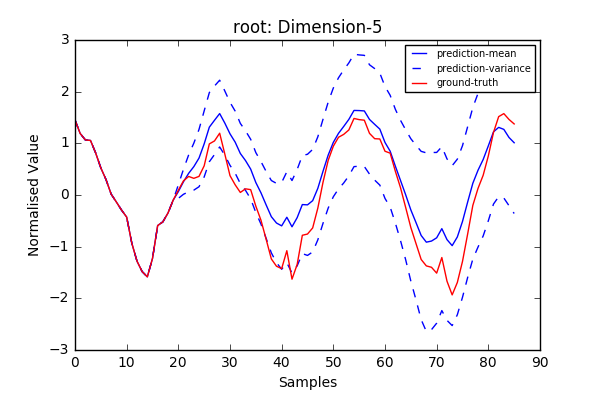 root: Dimension-5
prediction-mean
prediction-variance
ground-truth
Normalised Value
3
2
1
0
−1
−2
−3
0 10 20 30 40 50 60 70 80 90
Samples